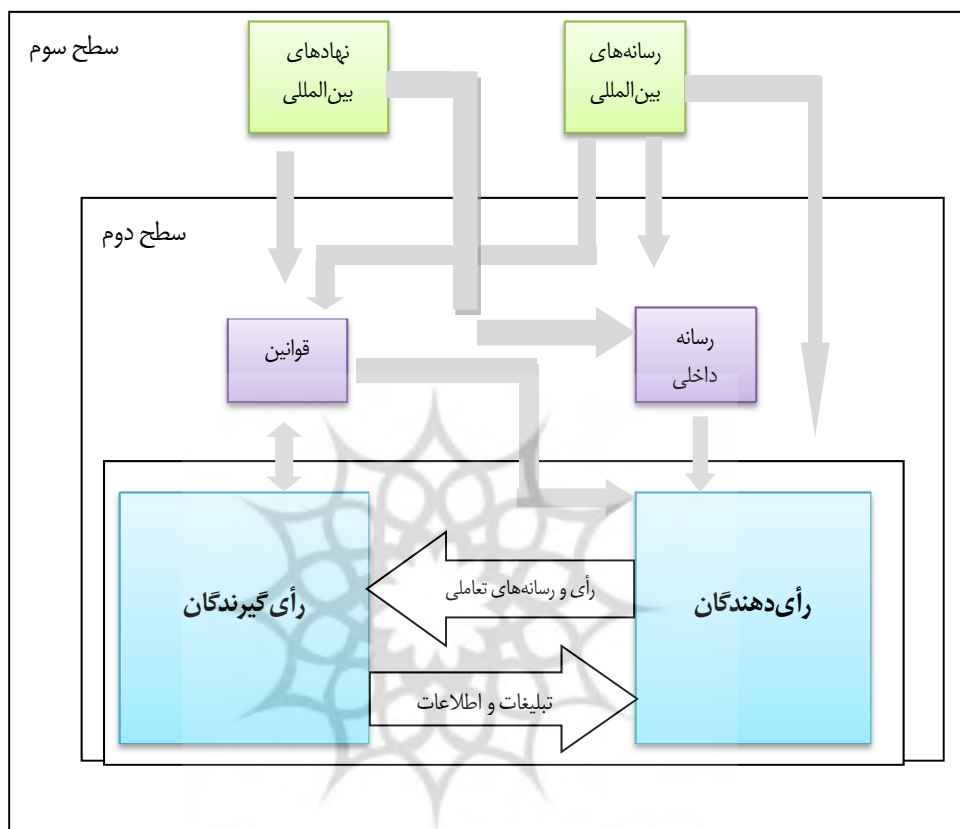 سطح سوم
رسانه‌های
بین‌المللی
نهادهای
بین‌المللی
سطح دوم
رسانه
داخلی
قوانین
رأی‌دهندگان
رأی و رسانه‌های تعاملی
رأی‌گیرندگان
تبلیغات و اطلاعات